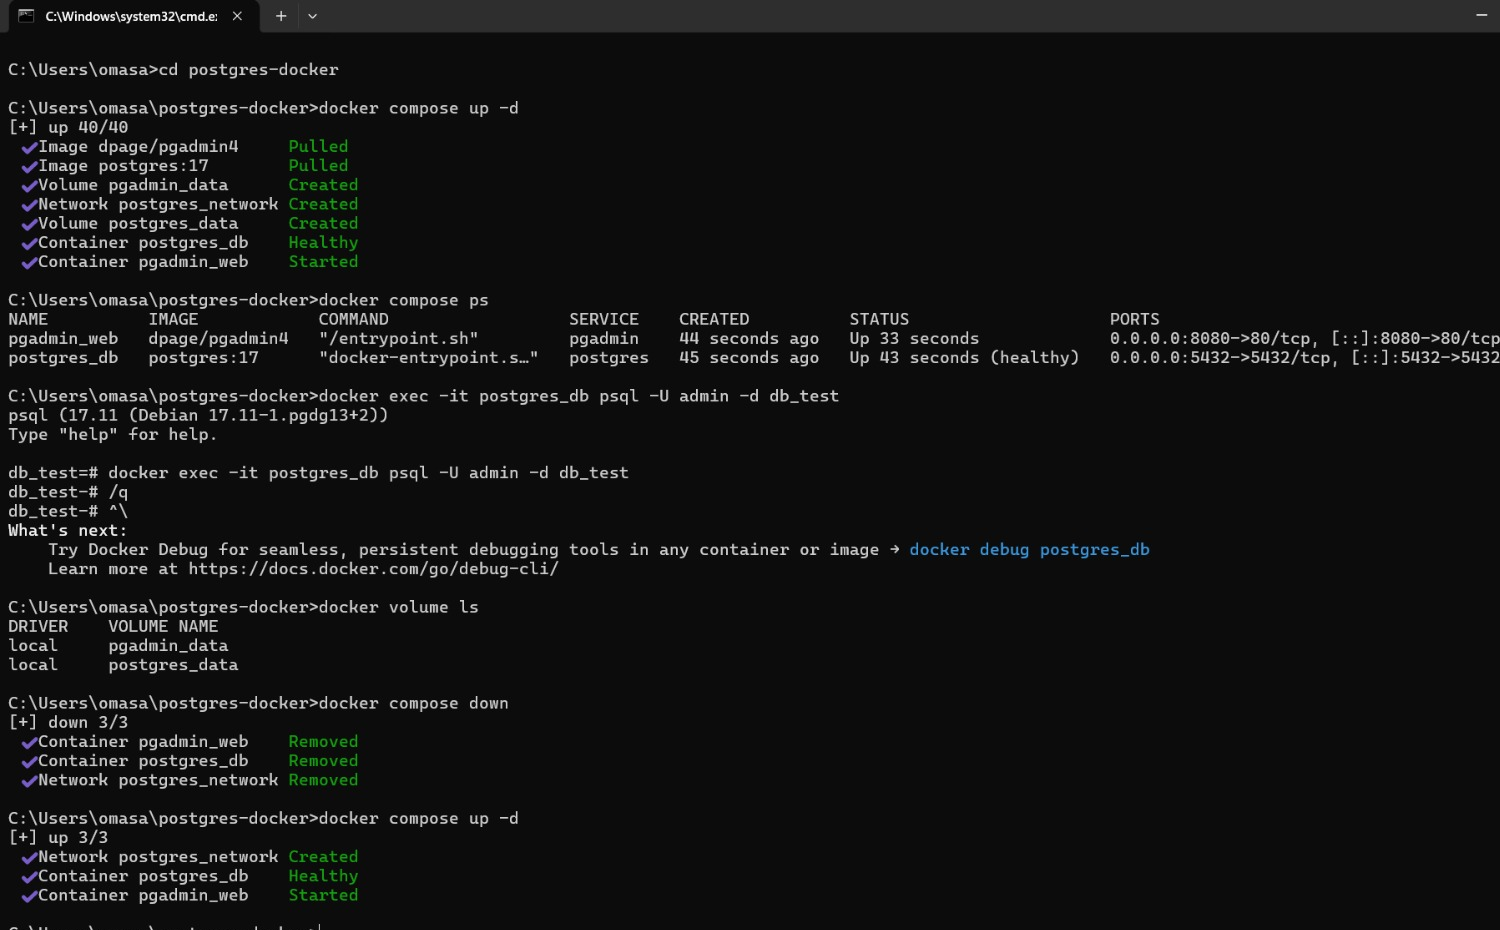 C:\Windows\system32\cmd.e:
C:\Users\omasa>cd postgres-docker
C:\Users\omasa\postgres-docker>docker compose up -d
[+] up 40/40
✔Image dpage/pgadmin4 Pulled
✔Image postgres:17 Pulled
✔Volume pgadmin_data Created
✔Network postgres_network Created
✔Volume postgres_data Created
✔Container postgres_db Healthy
✔Container pgadmin_web Started
C:\Users\omasa\postgres-docker>docker compose ps
NAME IMAGE COMMAND SERVICE CREATED STATUS PORTS
pgadmin_web dpage/pgadmin4 "/entrypoint.sh" pgadmin 44 seconds ago Up 33 seconds 0.0.0.0:8080->80/tcp, [::]:8080->80/tcp
postgres_db postgres:17 "docker-entrypoint.s…" postgres 45 seconds ago Up 43 seconds (healthy) 0.0.0.0:5432->5432/tcp, [::]:5432->5432
C:\Users\omasa\postgres-docker>docker exec -it postgres_db psql -U admin -d db_test
psql (17.11 (Debian 17.11-1.pgdg13+2))
Type "help" for help.
db_test=# docker exec -it postgres_db psql -U admin -d db_test
db_test-# /q
db_test-# ^\
What's next:
Try Docker Debug for seamless, persistent debugging tools in any container or image → docker debug postgres_db
Learn more at https://docs.docker.com/go/debug-cli/
C:\Users\omasa\postgres-docker>docker volume ls
DRIVER VOLUME NAME
local pgadmin_data
local postgres_data
C:\Users\omasa\postgres-docker>docker compose down
[+] down 3/3
✔Container pgadmin_web Removed
✔Container postgres_db Removed
✔Network postgres_network Removed
C:\Users\omasa\postgres-docker>docker compose up -d
[+] up 3/3
✔Network postgres_network Created
✔Container postgres_db Healthy
✔Container pgadmin_web Started